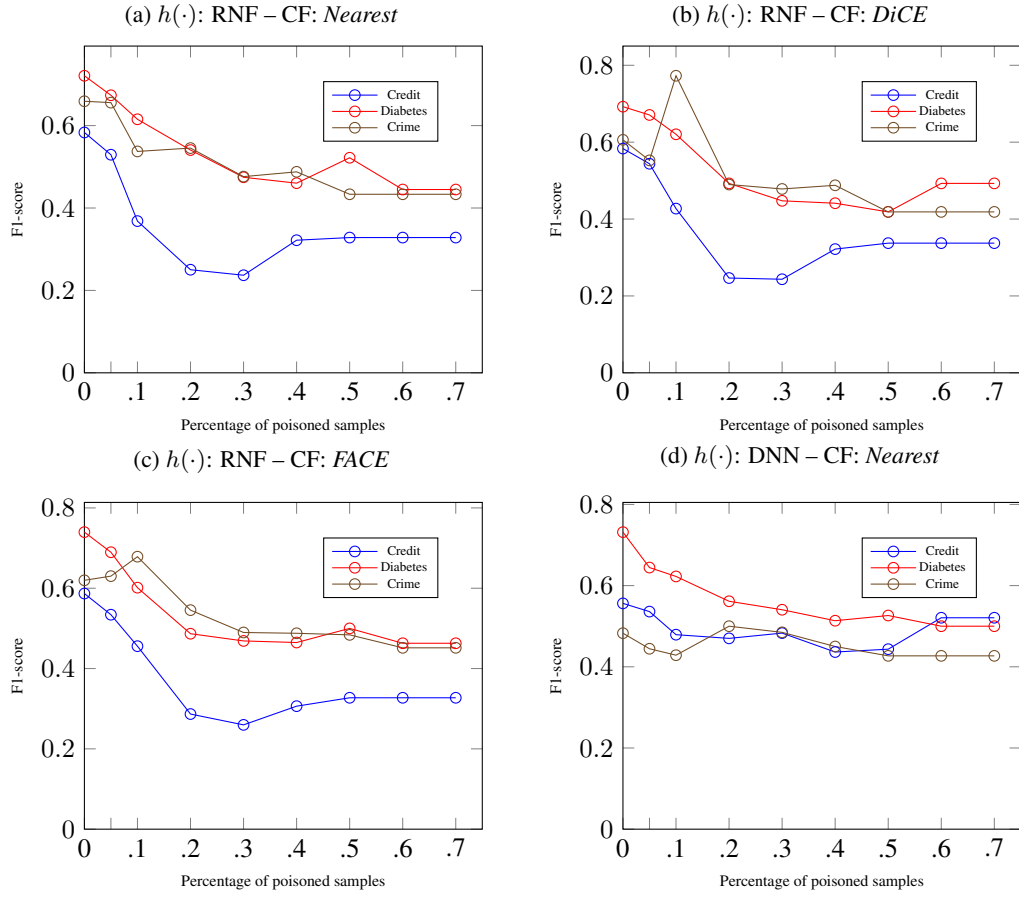 (a) h(·): RNF – CF: Nearest
0.6
0.4
0.2
0
F1-score
Credit
Diabetes
Crime
0 .1 .2 .3 .4 .5 .6 .7
Percentage of poisoned samples
(b) h(·): RNF – CF: DiCE
0.8
0.6
0.4
0.2
0
F1-score
Credit
Diabetes
Crime
0 .1 .2 .3 .4 .5 .6 .7
Percentage of poisoned samples
(c) h(·): RNF – CF: FACE
0.8
0.6
0.4
0.2
0
F1-score
Credit
Diabetes
Crime
0 .1 .2 .3 .4 .5 .6 .7
Percentage of poisoned samples
(d) h(·): DNN – CF: Nearest
0.8
0.6
0.4
0.2
0
F1-score
Credit
Diabetes
Crime
0 .1 .2 .3 .4 .5 .6 .7
Percentage of poisoned samples